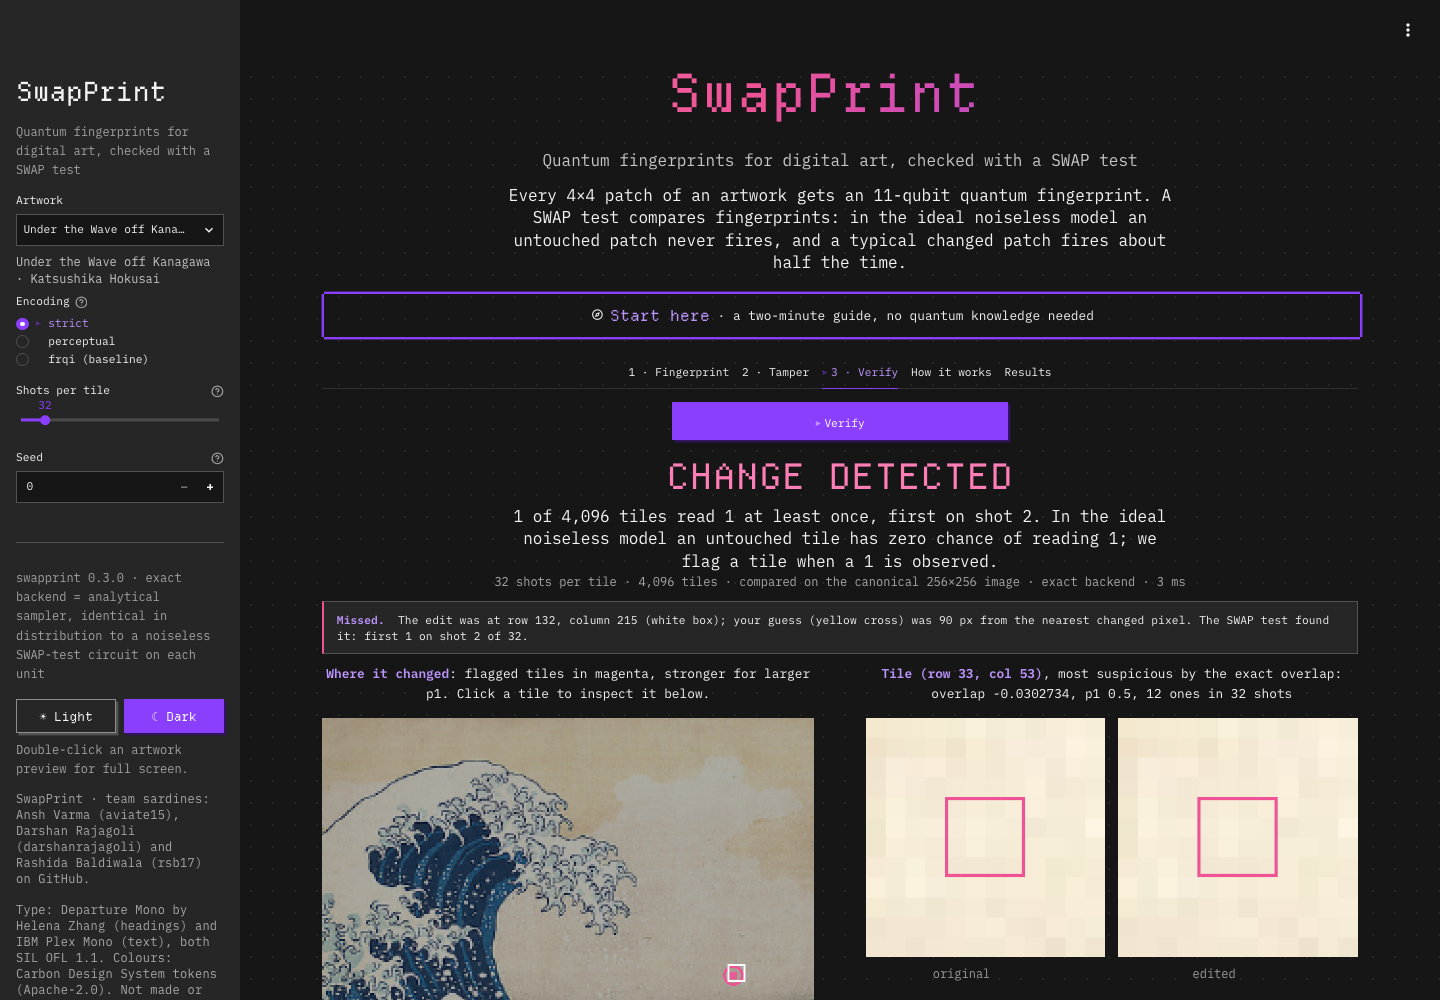 SwapPrint
Quantum fingerprints for
digital art, checked with a
SWAP test
Artwork
Under the Wave off Kana…
Under the Wave off Kanagawa
· Katsushika Hokusai
Encoding
strict
perceptual
frqi (baseline)
Shots per tile
32
Seed
0
swapprint 0.3.0 · exact
backend = analytical
sampler, identical in
distribution to a noiseless
SWAP-test circuit on each
unit
☀ Light
☾ Dark
Double-click an artwork
preview for full screen.
SwapPrint · team sardines:
Ansh Varma (aviate15),
Darshan Rajagoli
(darshanrajagoli) and
Rashida Baldiwala (rsb17)
on GitHub.
Type: Departure Mono by
Helena Zhang (headings) and
IBM Plex Mono (text), both
SIL OFL 1.1. Colours:
Carbon Design System tokens
(Apache-2.0). Not made or
SwapPrint
Quantum fingerprints for digital art, checked with a SWAP test
Every 4×4 patch of an artwork gets an 11-qubit quantum fingerprint. A
SWAP test compares fingerprints: in the ideal noiseless model an
untouched patch never fires, and a typical changed patch fires about
half the time.
Start here · a two-minute guide, no quantum knowledge needed
1 · Fingerprint 2 · Tamper ▸3 · Verify How it works Results
▸Verify
CHANGE DETECTED
1 of 4,096 tiles read 1 at least once, first on shot 2. In the ideal
noiseless model an untouched tile has zero chance of reading 1; we
flag a tile when a 1 is observed.
32 shots per tile · 4,096 tiles · compared on the canonical 256×256 image · exact backend · 3 ms
Missed. The edit was at row 132, column 215 (white box); your guess (yellow cross) was 90 px from the nearest changed pixel. The SWAP test found
it: first 1 on shot 2 of 32.
Where it changed: flagged tiles in magenta, stronger for larger
p1. Click a tile to inspect it below.
Tile (row 33, col 53), most suspicious by the exact overlap:
overlap -0.0302734, p1 0.5, 12 ones in 32 shots
original
edited